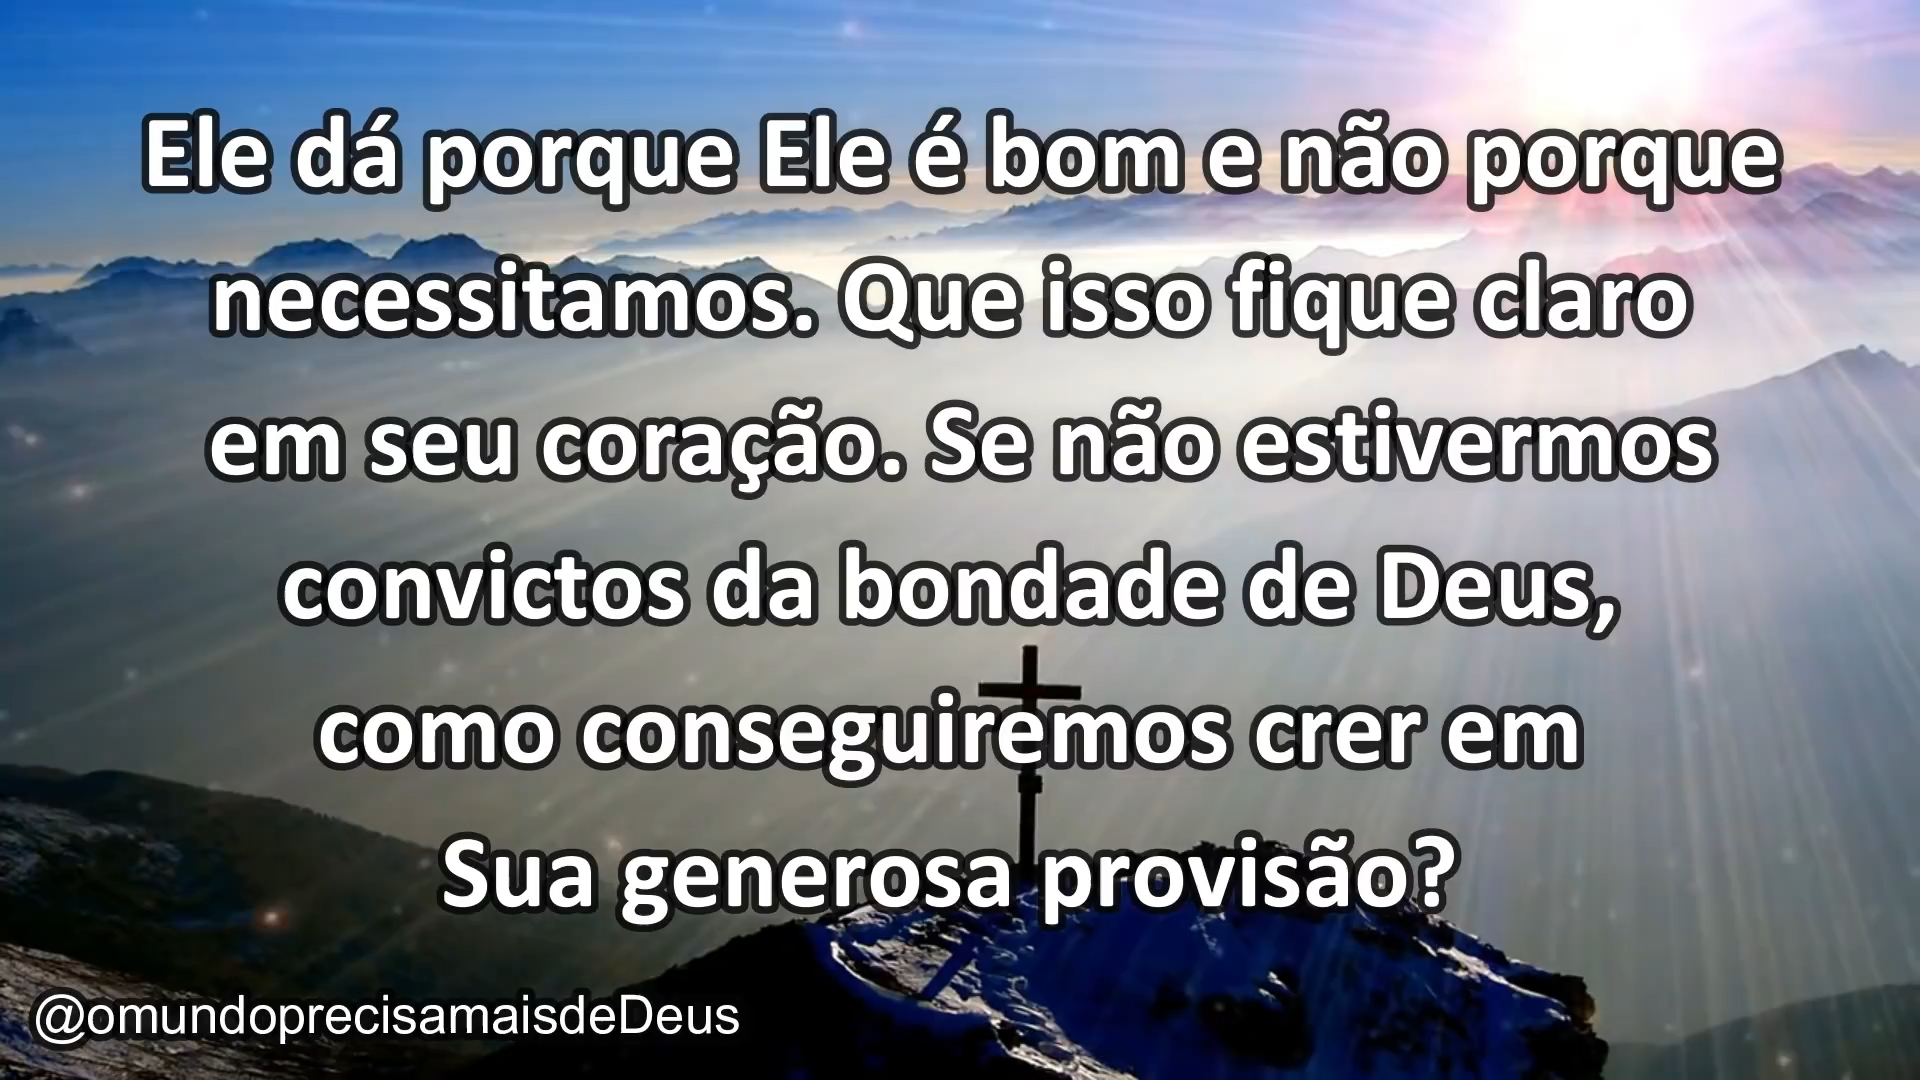 Ele dá porque Ele é bom e não porque
necessitamos. Que isso fique claro
em seu coração. Se não estivermos
convictos da bondade de Deus,
como conseguiremos crer em
Sua generosa provisão?
@omundoprecisamaisdeDeus